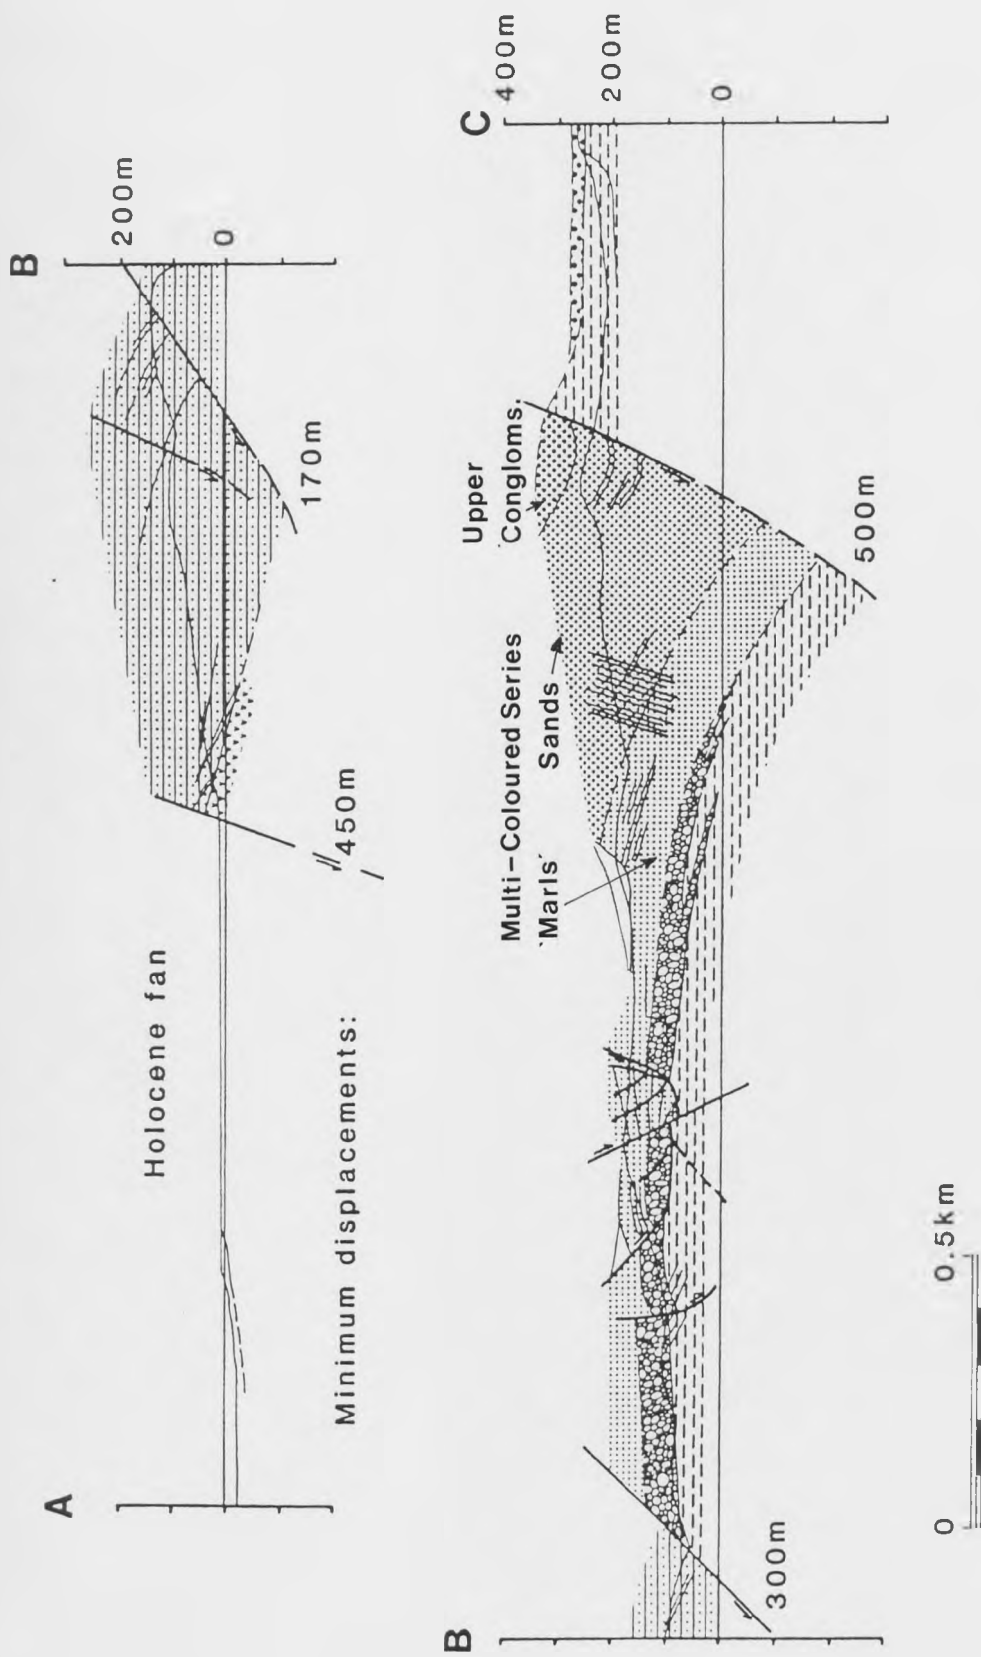 A
B
200m
0
Holocene fan
450m
170m
Minimum displacements:
B
C
400m
200m
0
Upper
Congloms.
Multi-Coloured Series
'Marls'
Sands
300m
500m
0
0.5km